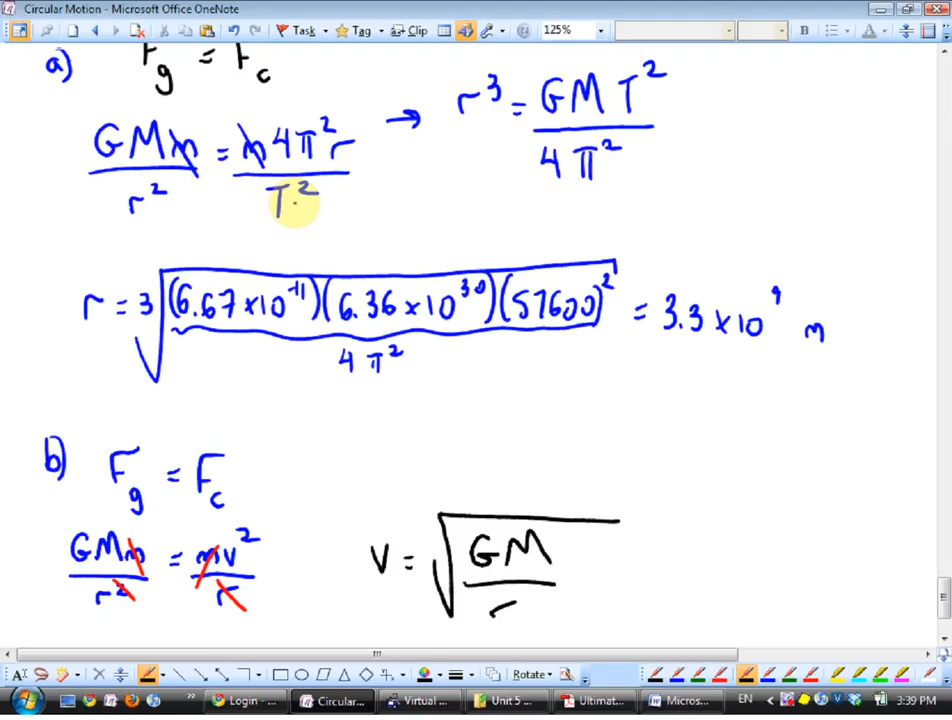 Circular Motion - Microsoft Office OneNote
Task Tag Clip 125% B A
a) Fg = Fc
GMm/r² = m4π²r/T² → r³ = GMT²/4π²
r = ³√((6.67×10⁻¹¹)(6.36×10³⁰)(57600)²/4π²) = 3.3×10⁹ m
b) Fg = Fc
GMm/r² = mv²/r v = √(GM/r)
A Rotate
Login - ... Circular... Virtual ... Unit 5 ... Ultimat... Micros... EN 3:39 PM